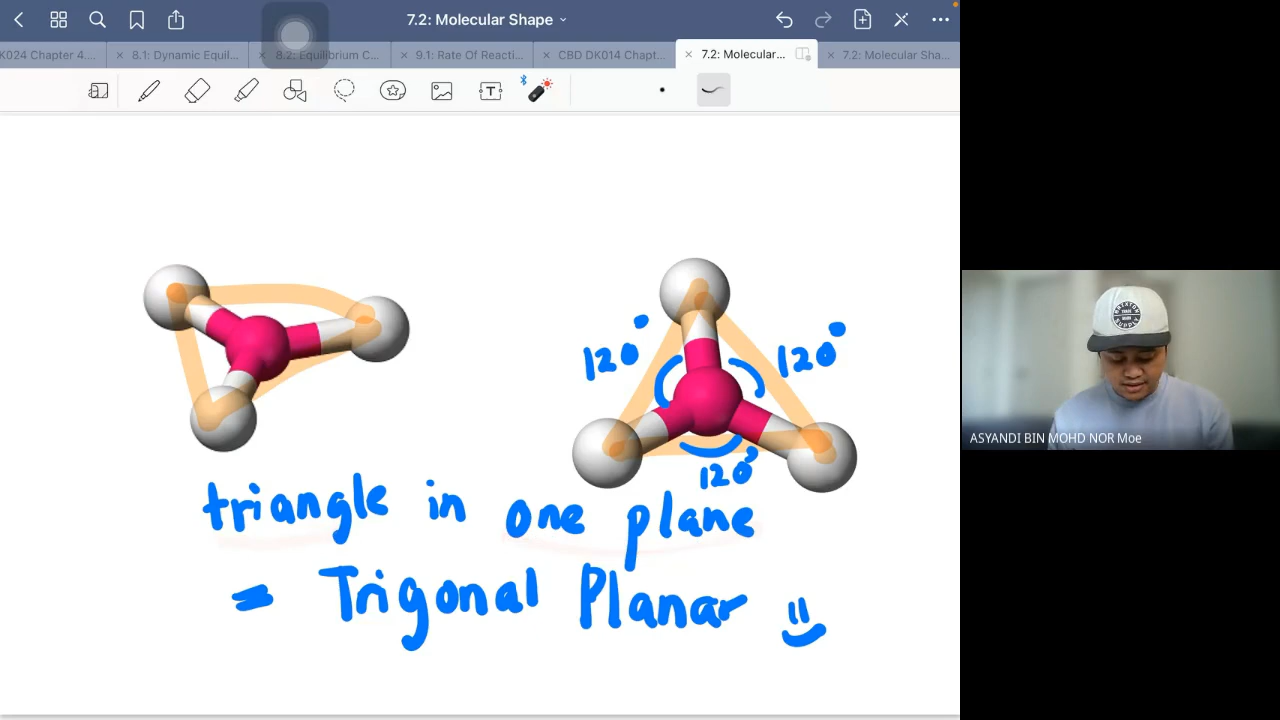 7.2: Molecular Shape
K024 Chapter 4....
8.1: Dynamic Equil...
8.2: Equilibrium C...
9.1: Rate Of Reacti...
CBD DK014 Chapt...
7.2: Molecular...
7.2: Molecular Sha...
T
120°
120°
120°
triangle in one plane
= Trigonal Planar
ASYANDI BIN MOHD NOR Moe